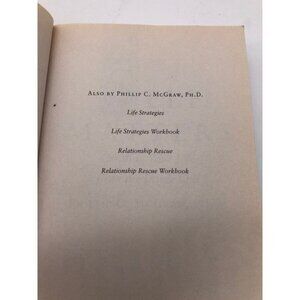 Also by Phillip C. McGraw, Ph.D.
Life Strategies
Life Strategies Workbook
Relationship Rescue
Relationship Rescue Workbook